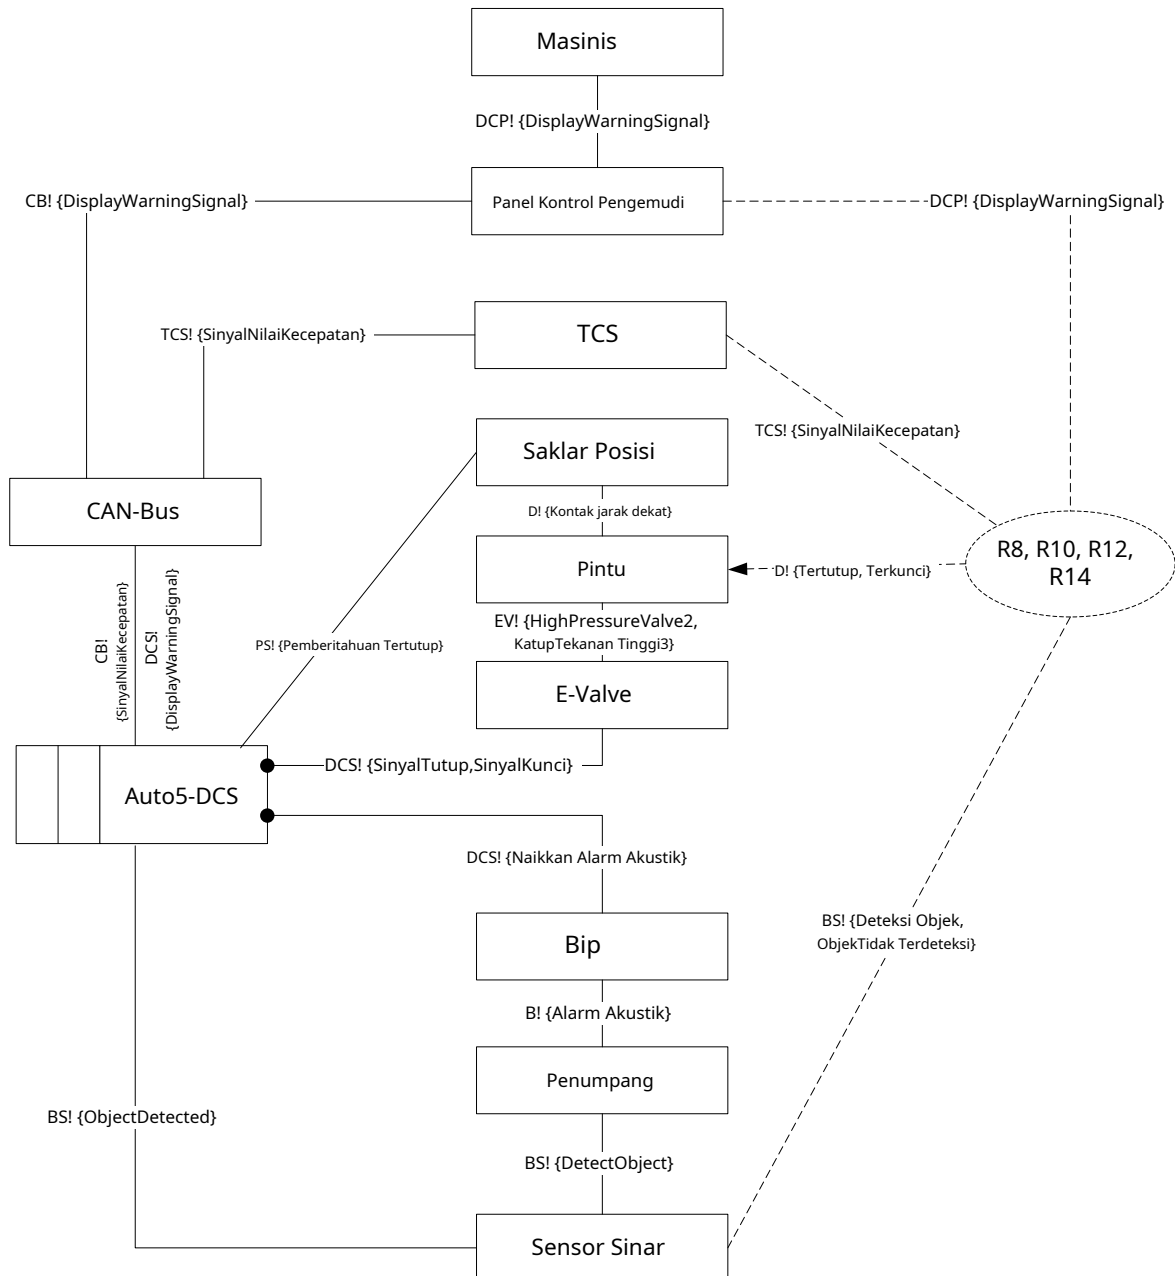 Masinis
DCP! {DisplayWarningSignal}
CB! {DisplayWarningSignal}
Panel Kontrol Pengemudi
DCP! {DisplayWarningSignal}
TCS! {SinyalNilaiKecepatan}
TCS
TCS! {SinyalNilaiKecepatan}
Saklar Posisi
CAN-Bus
D! {Kontak jarak dekat}
R8, R10, R12,
R14
Pintu
D! {Tertutup, Terkunci}
CB!
{SinyalNilaiKecepatan}
DCS!
{DisplayWarningSignal}
PS! {Pemberitahuan Tertutup}
EV! {HighPressureValve2,
KatupTekanan Tinggi3}
E-Valve
DCS! {SinyalTutup,SinyalKunci}
Auto5-DCS
DCS! {Naikkan Alarm Akustik}
BS! {Deteksi Objek,
ObjekTidak Terdeteksi}
Bip
B! {Alarm Akustik}
Penumpang
BS! {ObjectDetected}
BS! {DetectObject}
Sensor Sinar